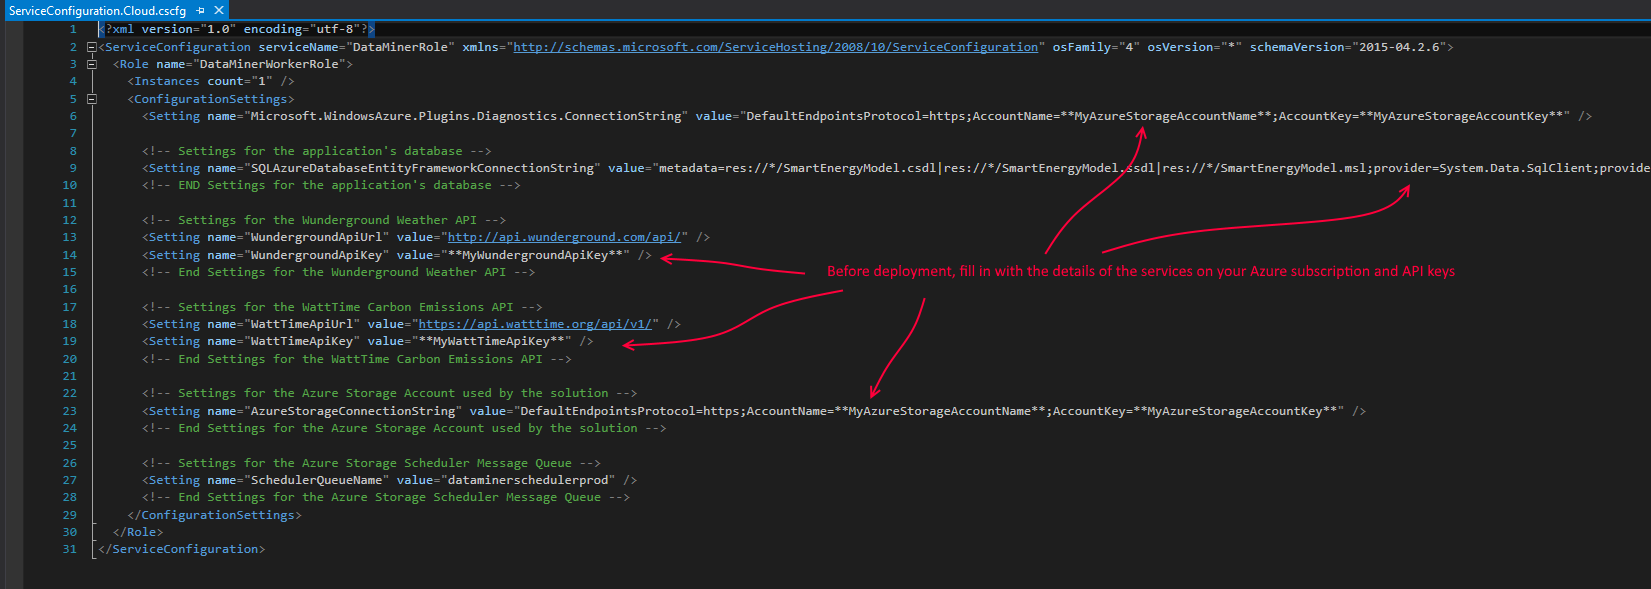 ServiceConfiguration.Cloud.cscfg
1 <?xml version="1.0" encoding="utf-8"?>
2 <ServiceConfiguration serviceName="DataMinerRole" xmlns="http://schemas.microsoft.com/ServiceHosting/2008/10/ServiceConfiguration" osFamily="4" osVersion="*" schemaVersion="2015-04.2.6">
3 <Role name="DataMinerWorkerRole">
4 <Instances count="1" />
5 <ConfigurationSettings>
6 <Setting name="Microsoft.WindowsAzure.Plugins.Diagnostics.ConnectionString" value="DefaultEndpointsProtocol=https;AccountName=**MyAzureStorageAccountName**;AccountKey=**MyAzureStorageAccountKey**" />
7
8 <!-- Settings for the application's database -->
9 <Setting name="SQLAzureDatabaseEntityFrameworkConnectionString" value="metadata=res://*/SmartEnergyModel.csdl|res://*/SmartEnergyModel.ssdl|res://*/SmartEnergyModel.msl;provider=System.Data.SqlClient;provide
10 <!-- END Settings for the application's database -->
11
12 <!-- Settings for the Wunderground Weather API -->
13 <Setting name="WundergroundApiUrl" value="http://api.wunderground.com/api/" />
14 <Setting name="WundergroundApiKey" value="**MyWundergroundApiKey**" />
15 <!-- End Settings for the Wunderground Weather API -->
Before deployment, fill in with the details of the services on your Azure subscription and API keys
16
17 <!-- Settings for the WattTime Carbon Emissions API -->
18 <Setting name="WattTimeApiUrl" value="https://api.watttime.org/api/v1/" />
19 <Setting name="WattTimeApiKey" value="**MyWattTimeApiKey**" />
20 <!-- End Settings for the WattTime Carbon Emissions API -->
21
22 <!-- Settings for the Azure Storage Account used by the solution -->
23 <Setting name="AzureStorageConnectionString" value="DefaultEndpointsProtocol=https;AccountName=**MyAzureStorageAccountName**;AccountKey=**MyAzureStorageAccountKey**" />
24 <!-- End Settings for the Azure Storage Account used by the solution -->
25
26 <!-- Settings for the Azure Storage Scheduler Message Queue -->
27 <Setting name="SchedulerQueueName" value="dataminerschedulerprod" />
28 <!-- End Settings for the Azure Storage Scheduler Message Queue -->
29 </ConfigurationSettings>
30 </Role>
31 </ServiceConfiguration>